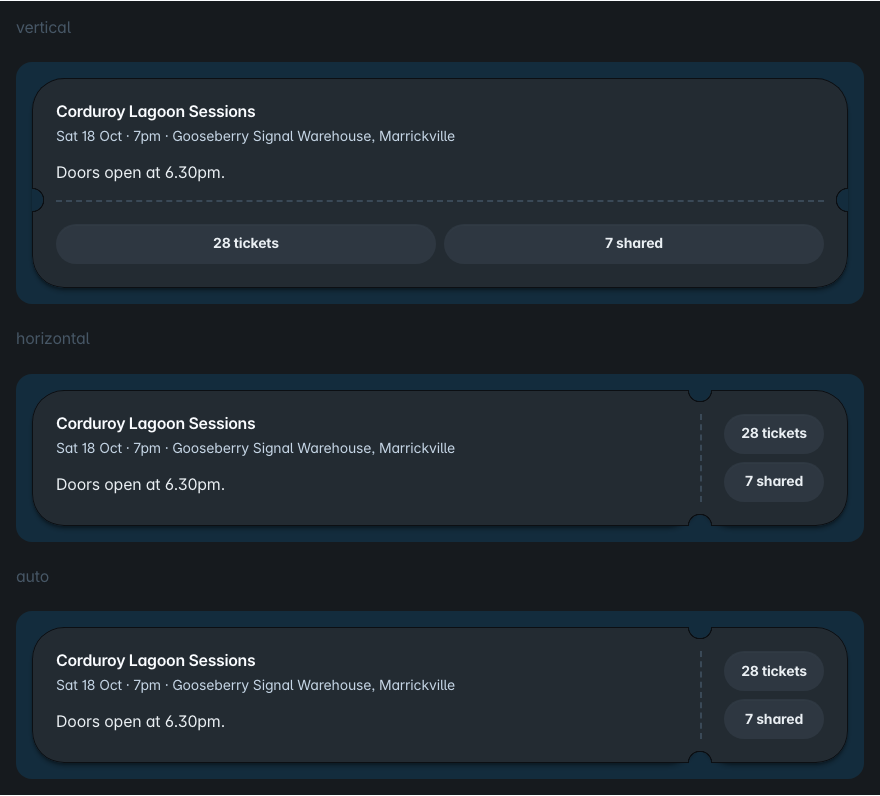 vertical
Corduroy Lagoon Sessions
Sat 18 Oct · 7pm · Gooseberry Signal Warehouse, Marrickville
Doors open at 6.30pm.
28 tickets
7 shared
horizontal
Corduroy Lagoon Sessions
Sat 18 Oct · 7pm · Gooseberry Signal Warehouse, Marrickville
Doors open at 6.30pm.
28 tickets
7 shared
auto
Corduroy Lagoon Sessions
Sat 18 Oct · 7pm · Gooseberry Signal Warehouse, Marrickville
Doors open at 6.30pm.
28 tickets
7 shared